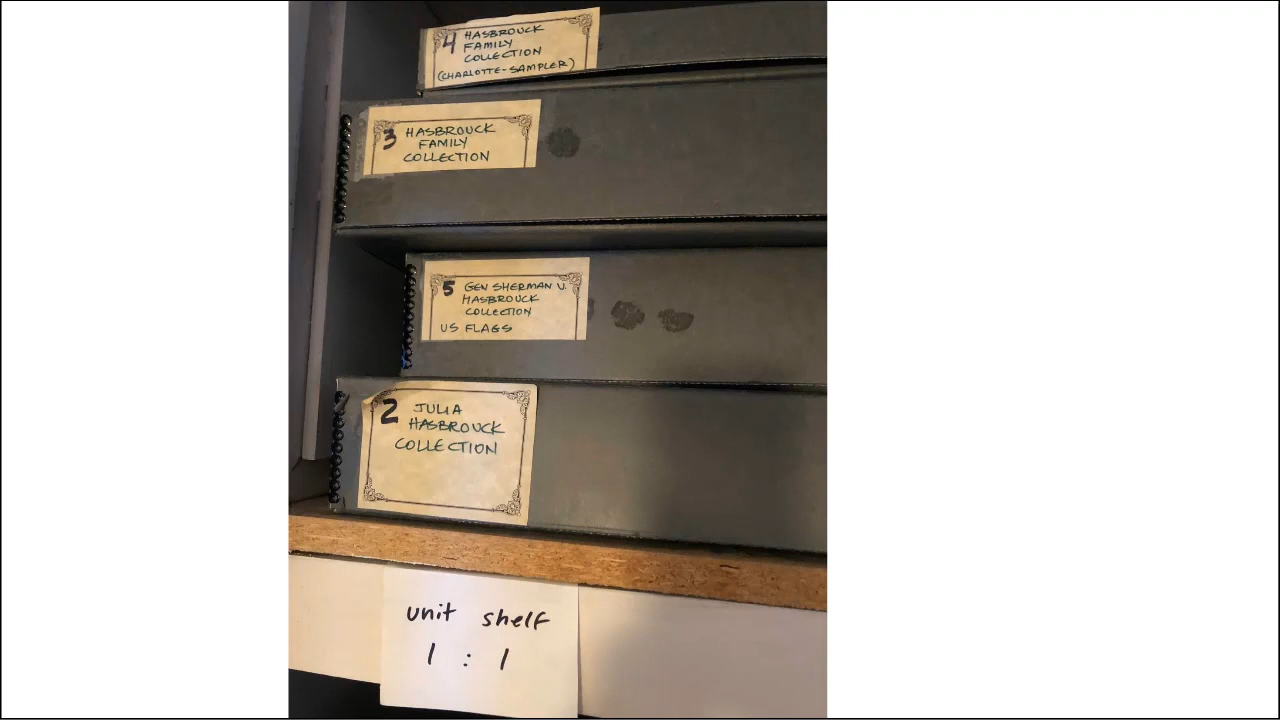 4 HASBROUCK
FAMILY
COLLECTION
(CHARLOTTE-SAMPLER)
3 HASBROUCK
FAMILY
COLLECTION
5 GEN SHERMAN V.
HASBROUCK
COLLECTION
US FLAGS
2 JULIA
HASBROUCK
COLLECTION
unit shelf
1 : 1